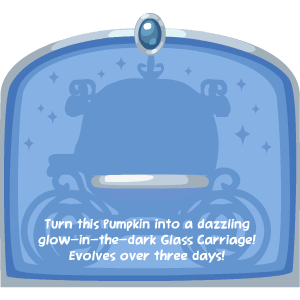 Turn this Pumpkin into a dazzling
glow-in-the-dark Glass Carriage!
Evolves over three days!